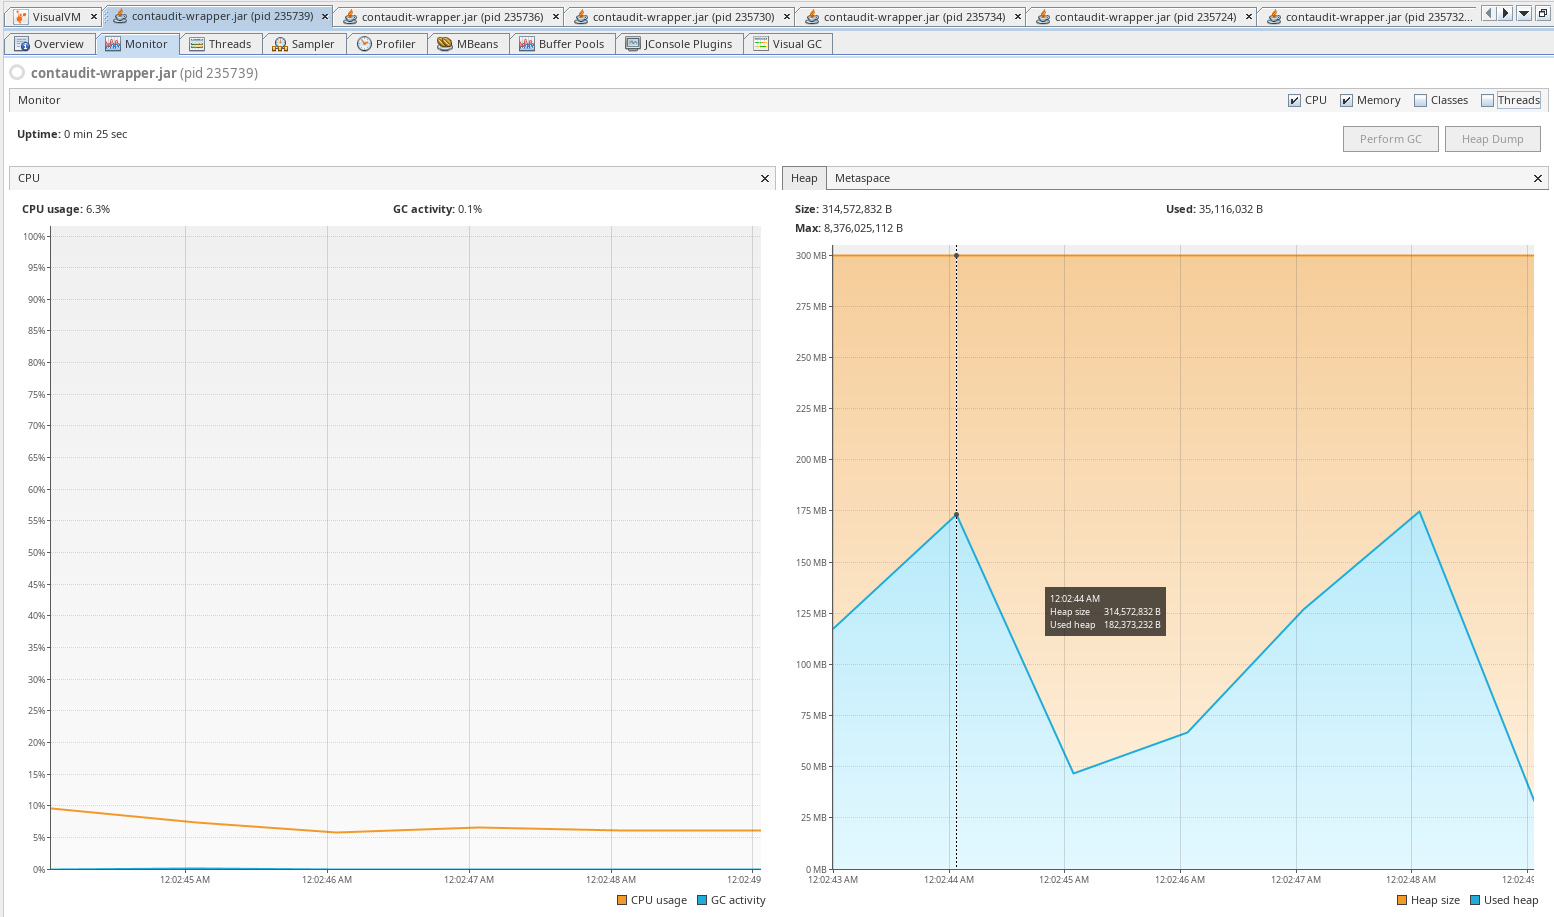 VisualVM
contaudit-wrapper.jar (pid 235739)
contaudit-wrapper.jar (pid 235736)
contaudit-wrapper.jar (pid 235730)
contaudit-wrapper.jar (pid 235734)
contaudit-wrapper.jar (pid 235724)
contaudit-wrapper.jar (pid 235732...
Overview
Monitor
Threads
Sampler
Profiler
MBeans
Buffer Pools
JConsole Plugins
Visual GC
contaudit-wrapper.jar (pid 235739)
Monitor
CPU
Memory
Classes
Threads
Uptime: 0 min 25 sec
Perform GC
Heap Dump
CPU
CPU usage: 6.3%
GC activity: 0.1%
100%
95%
90%
85%
80%
75%
70%
65%
60%
55%
50%
45%
40%
35%
30%
25%
20%
15%
10%
5%
0%
12:02:45 AM
12:02:46 AM
12:02:47 AM
12:02:48 AM
12:02:49
CPU usage
GC activity
Heap
Metaspace
Size: 314,572,832 B
Used: 35,116,032 B
Max: 8,376,025,112 B
300 MB
275 MB
250 MB
225 MB
200 MB
175 MB
150 MB
125 MB
100 MB
75 MB
50 MB
25 MB
0 MB
12:02:44 AM
Heap size 314,572,832 B
Used heap 182,373,232 B
12:02:43 AM
12:02:44 AM
12:02:45 AM
12:02:46 AM
12:02:47 AM
12:02:48 AM
12:02:49
Heap size
Used heap